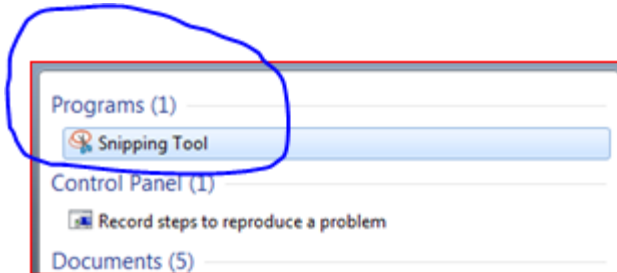 Programs (1)
Snipping Tool
Control Panel (1)
Record steps to reproduce a problem
Documents (5)